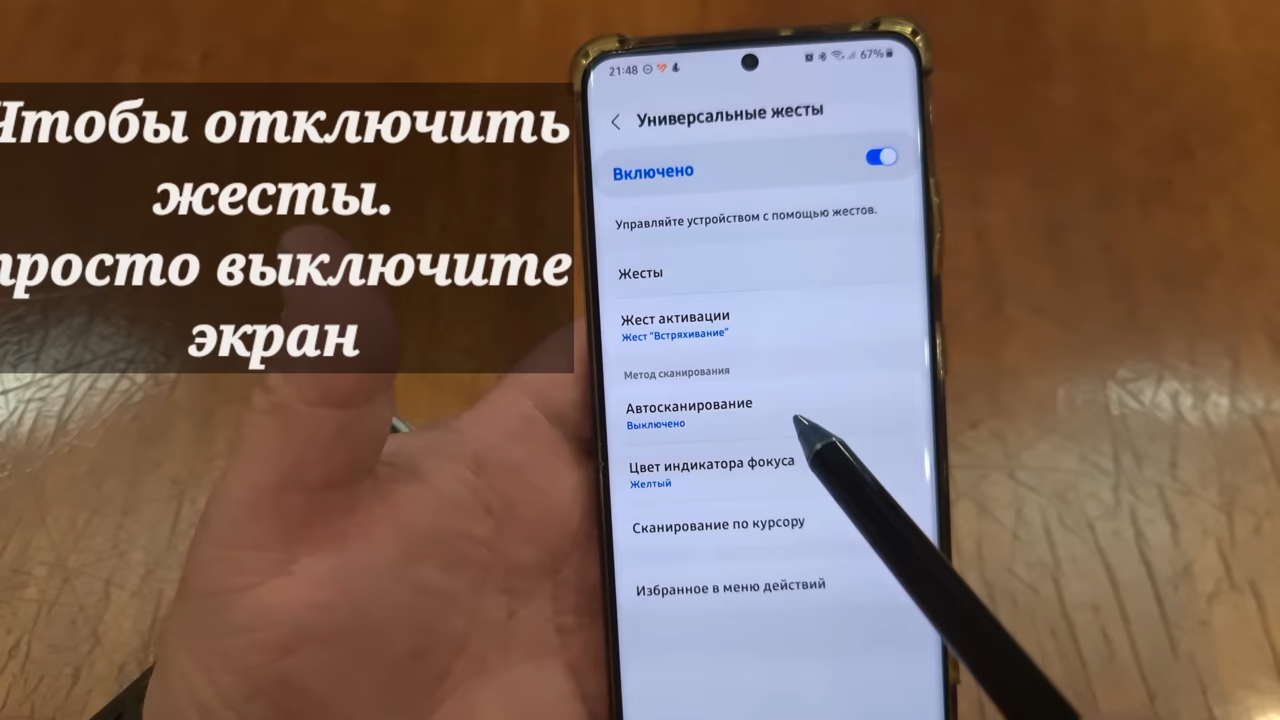 Чтобы отключить
жесты.
просто выключите
экран
21:48
67%
Универсальные жесты
Включено
Управляйте устройством с помощью жестов.
Жесты
Жест активации
Жест "Встряхивание"
Метод сканирования
Автосканирование
Выключено
Цвет индикатора фокуса
Желтый
Сканирование по курсору
Избранное в меню действий